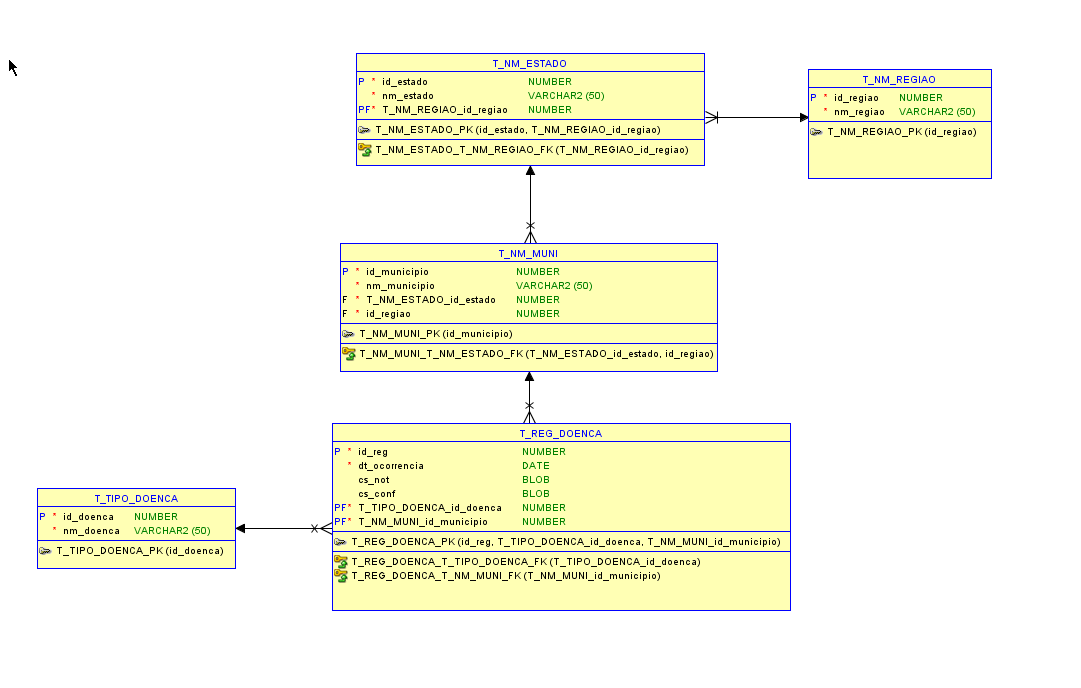 T_NM_ESTADO
P * id_estado NUMBER
* nm_estado VARCHAR2 (50)
PF* T_NM_REGIAO_id_regiao NUMBER
T_NM_ESTADO_PK (id_estado, T_NM_REGIAO_id_regiao)
T_NM_ESTADO_T_NM_REGIAO_FK (T_NM_REGIAO_id_regiao)
T_NM_REGIAO
P * id_regiao NUMBER
* nm_regiao VARCHAR2 (50)
T_NM_REGIAO_PK (id_regiao)
T_NM_MUNI
P * id_municipio NUMBER
* nm_municipio VARCHAR2 (50)
F * T_NM_ESTADO_id_estado NUMBER
F * id_regiao NUMBER
T_NM_MUNI_PK (id_municipio)
T_NM_MUNI_T_NM_ESTADO_FK (T_NM_ESTADO_id_estado, id_regiao)
T_REG_DOENCA
P * id_reg NUMBER
* dt_ocorrencia DATE
cs_not BLOB
cs_conf BLOB
PF* T_TIPO_DOENCA_id_doenca NUMBER
PF* T_NM_MUNI_id_municipio NUMBER
T_REG_DOENCA_PK (id_reg, T_TIPO_DOENCA_id_doenca, T_NM_MUNI_id_municipio)
T_REG_DOENCA_T_TIPO_DOENCA_FK (T_TIPO_DOENCA_id_doenca)
T_REG_DOENCA_T_NM_MUNI_FK (T_NM_MUNI_id_municipio)
T_TIPO_DOENCA
P * id_doenca NUMBER
* nm_doenca VARCHAR2 (50)
T_TIPO_DOENCA_PK (id_doenca)